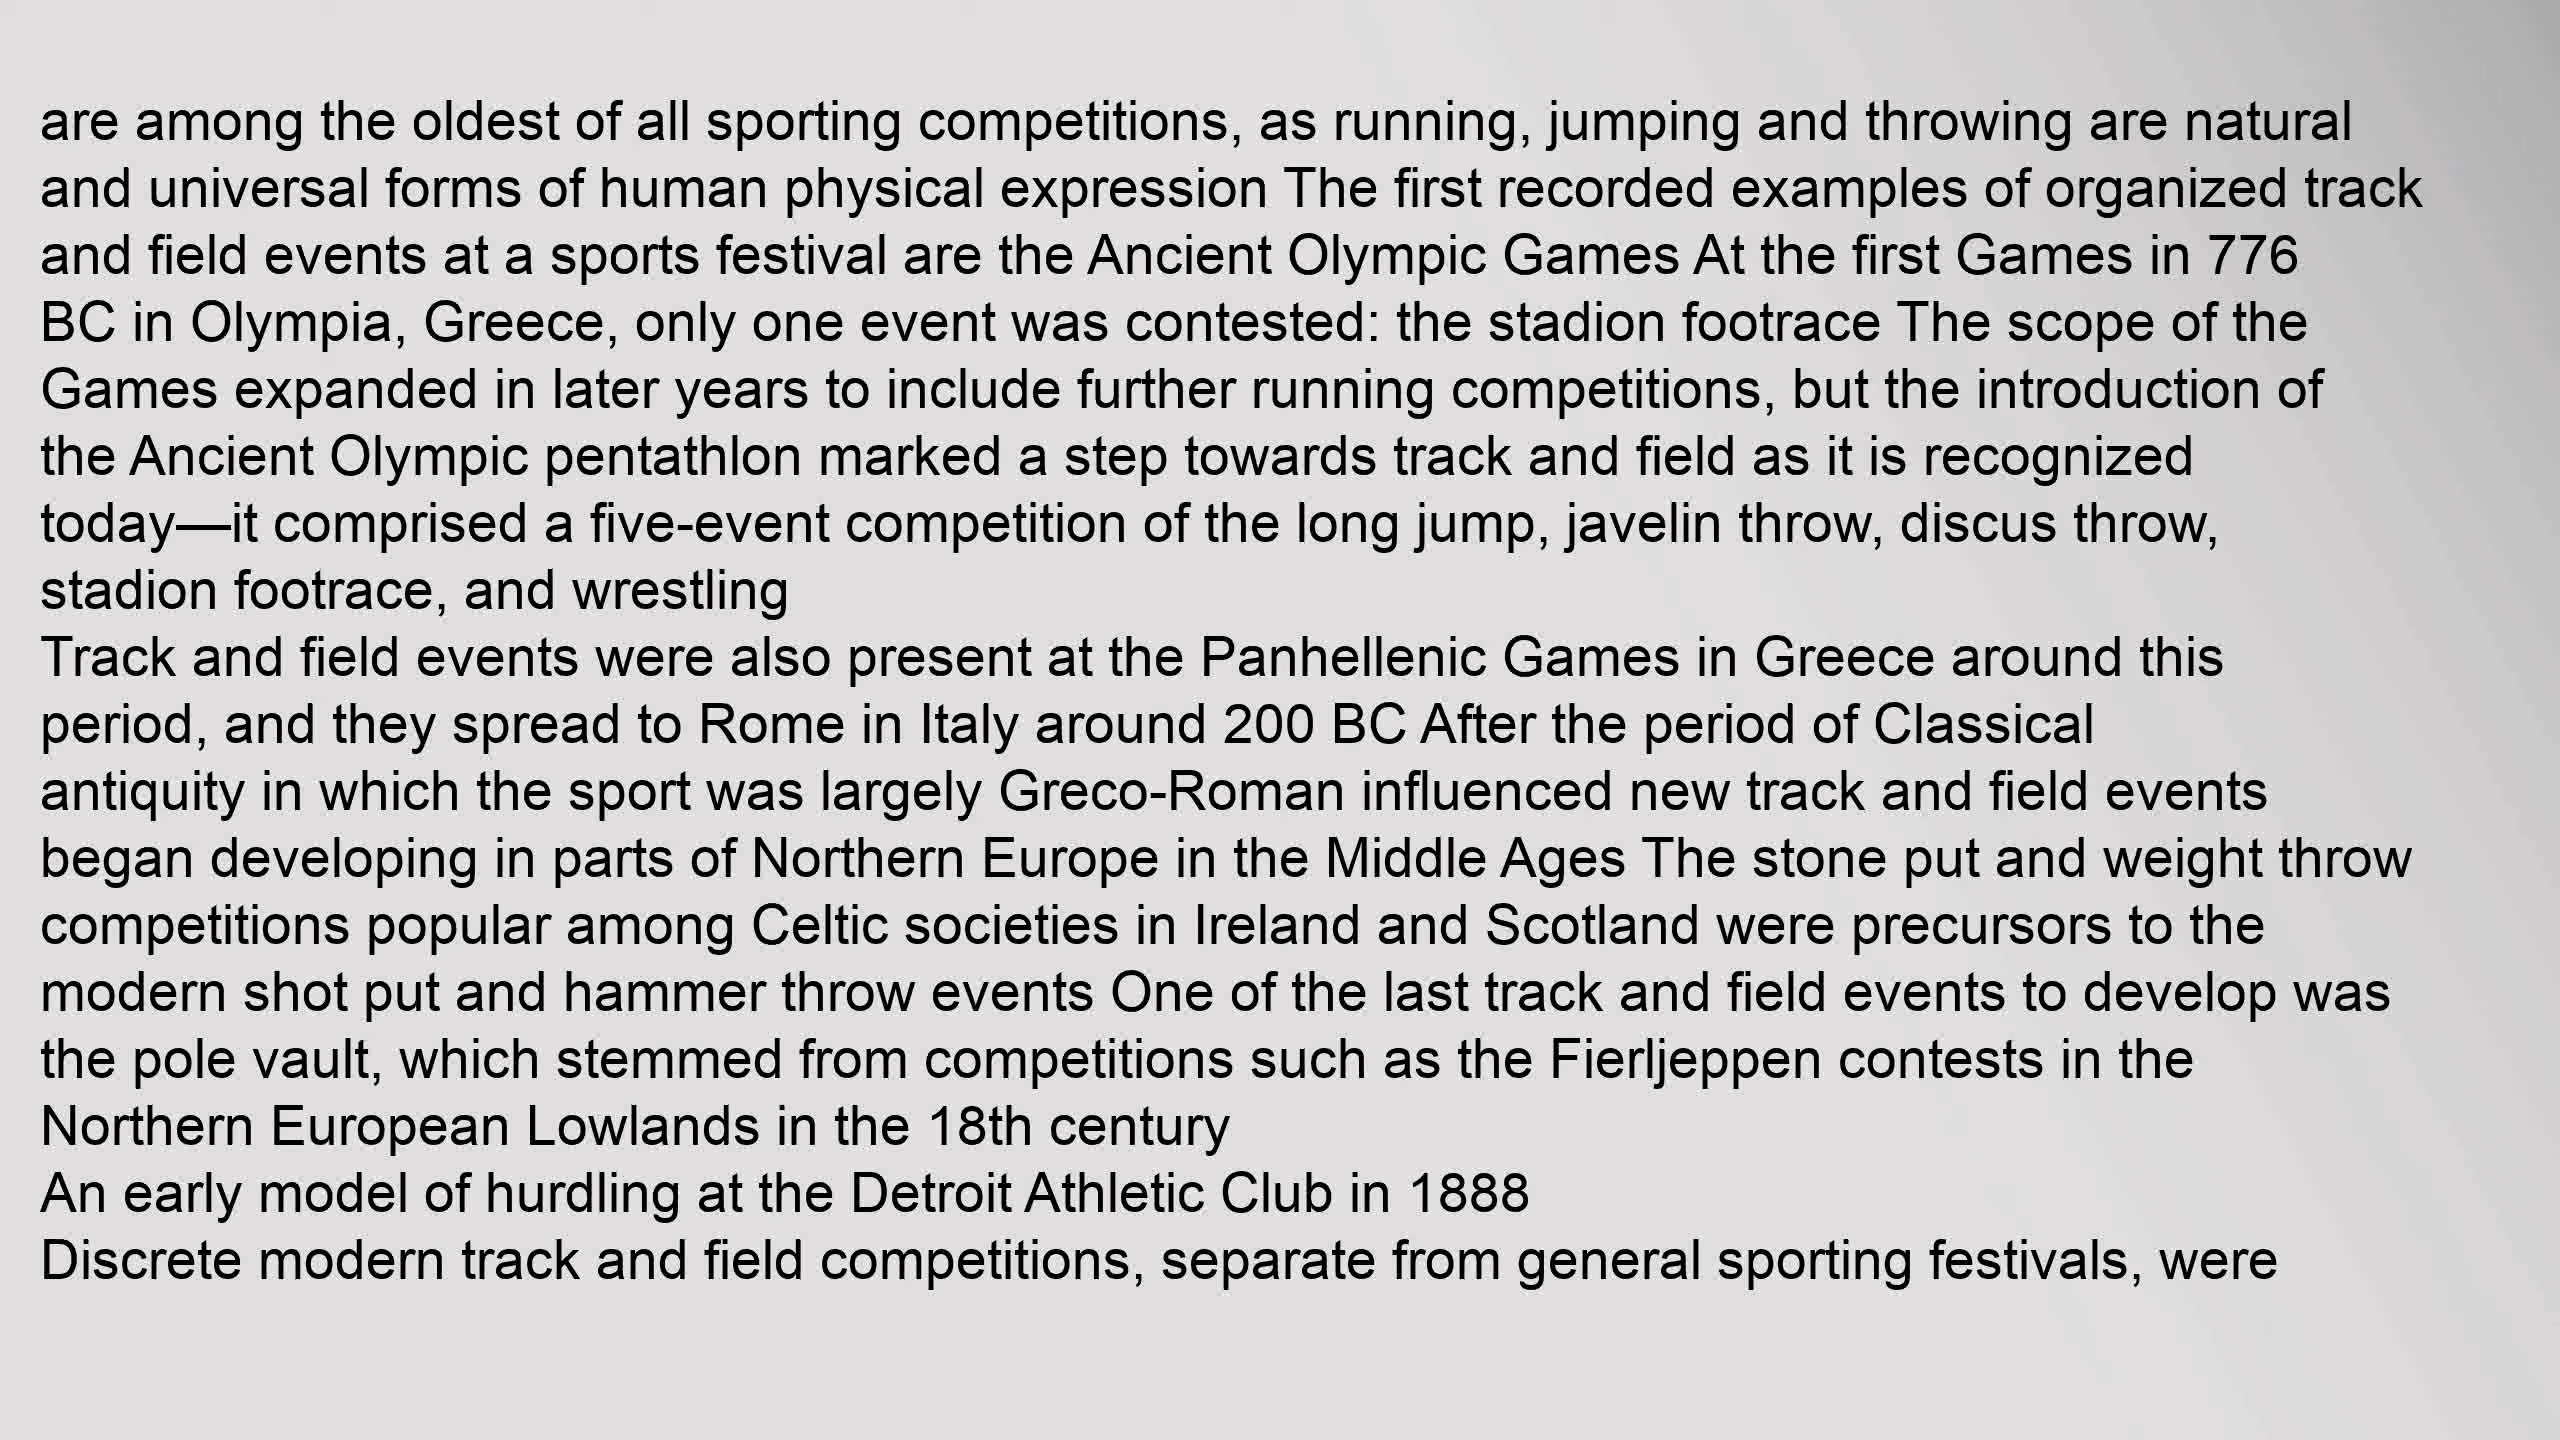 are among the oldest of all sporting competitions, as running, jumping and throwing are natural
and universal forms of human physical expression The first recorded examples of organized track
and field events at a sports festival are the Ancient Olympic Games At the first Games in 776
BC in Olympia, Greece, only one event was contested: the stadion footrace The scope of the
Games expanded in later years to include further running competitions, but the introduction of
the Ancient Olympic pentathlon marked a step towards track and field as it is recognized
today—it comprised a five-event competition of the long jump, javelin throw, discus throw,
stadion footrace, and wrestling
Track and field events were also present at the Panhellenic Games in Greece around this
period, and they spread to Rome in Italy around 200 BC After the period of Classical
antiquity in which the sport was largely Greco-Roman influenced new track and field events
began developing in parts of Northern Europe in the Middle Ages The stone put and weight throw
competitions popular among Celtic societies in Ireland and Scotland were precursors to the
modern shot put and hammer throw events One of the last track and field events to develop was
the pole vault, which stemmed from competitions such as the Fierljeppen contests in the
Northern European Lowlands in the 18th century
An early model of hurdling at the Detroit Athletic Club in 1888
Discrete modern track and field competitions, separate from general sporting festivals, were